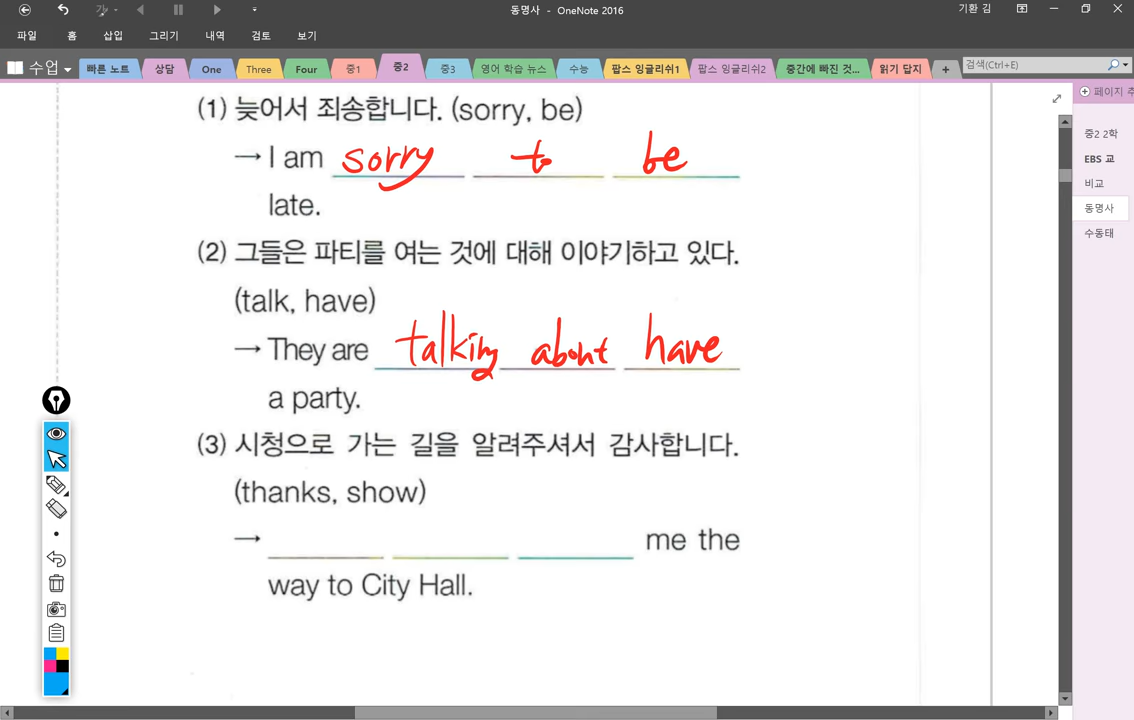 동명사 - OneNote 2016
기환 김
파일 홈 삽입 그리기 내역 검토 보기
수업 빠른 노트 상담 One Three Four 중1 중2 중3 영어 학습 뉴스 수능 팝스 잉글리쉬1 팝스 잉글리쉬2 중간에 빠진 것... 읽기 답지 + 검색(Ctrl+E)
페이지 추
중2 2학
EBS 교
비교
동명사
수동태
(1) 늦어서 죄송합니다. (sorry, be)
→ I am sorry to be
late.
(2) 그들은 파티를 여는 것에 대해 이야기하고 있다.
(talk, have)
→ They are talking about have
a party.
(3) 시청으로 가는 길을 알려주셔서 감사합니다.
(thanks, show)
→ me the
way to City Hall.